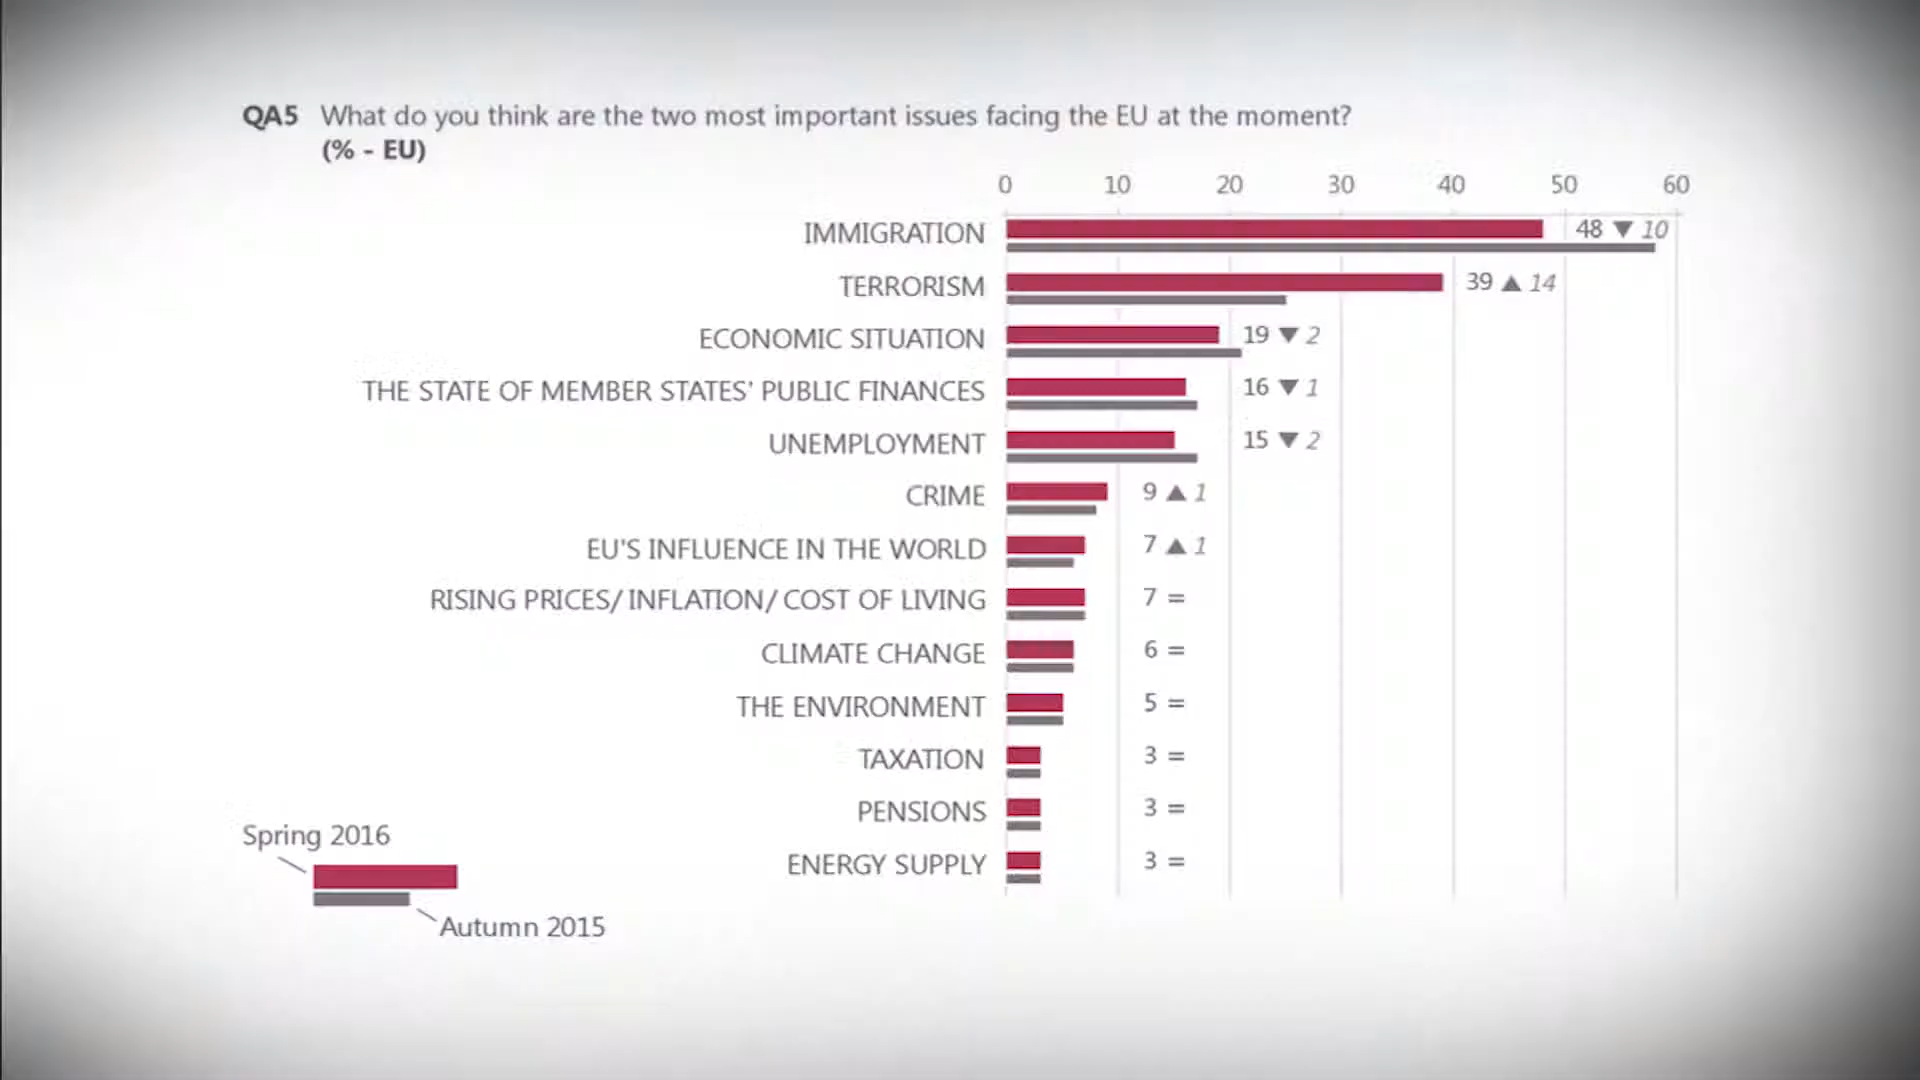 QA5 What do you think are the two most important issues facing the EU at the moment?
(% - EU)
0 10 20 30 40 50 60
IMMIGRATION 48 ▼ 10
TERRORISM 39 ▲ 14
ECONOMIC SITUATION 19 ▼ 2
THE STATE OF MEMBER STATES' PUBLIC FINANCES 16 ▼ 1
UNEMPLOYMENT 15 ▼ 2
CRIME 9 ▲ 1
EU'S INFLUENCE IN THE WORLD 7 ▲ 1
RISING PRICES/ INFLATION/ COST OF LIVING 7 =
CLIMATE CHANGE 6 =
THE ENVIRONMENT 5 =
TAXATION 3 =
PENSIONS 3 =
ENERGY SUPPLY 3 =
Spring 2016
Autumn 2015